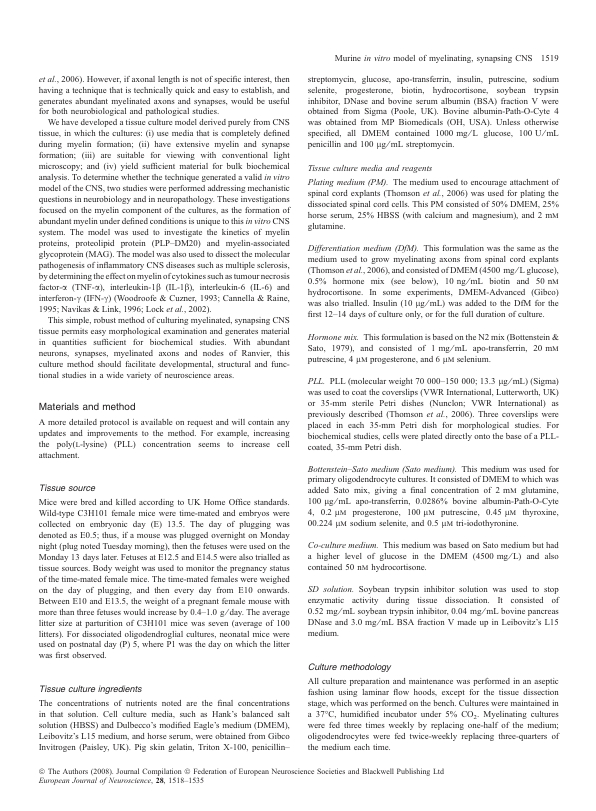 Murine in vitro model of myelinating, synapsing CNS 1519
et al., 2006). However, if axonal length is not of specific interest, then
having a technique that is technically quick and easy to establish, and
generates abundant myelinated axons and synapses, would be useful
for both neurobiological and pathological studies.
We have developed a tissue culture model derived purely from CNS
tissue, in which the cultures: (i) use media that is completely defined
during myelin formation; (ii) have extensive myelin and synapse
formation; (iii) are suitable for viewing with conventional light
microscopy; and (iv) yield sufficient material for bulk biochemical
analysis. To determine whether the technique generated a valid in vitro
model of the CNS, two studies were performed addressing mechanistic
questions in neurobiology and in neuropathology. These investigations
focused on the myelin component of the cultures, as the formation of
abundant myelin under defined conditions is unique to this in vitro CNS
system. The model was used to investigate the kinetics of myelin
proteins, proteolipid protein (PLP–DM20) and myelin-associated
glycoprotein (MAG). The model was also used to dissect the molecular
pathogenesis of inflammatory CNS diseases such as multiple sclerosis,
by determining the effect on myelin of cytokines such as tumour necrosis
factor-α (TNF-α), interleukin-1β (IL-1β), interleukin-6 (IL-6) and
interferon-γ (IFN-γ) (Woodroofe & Cuzner, 1993; Cannella & Raine,
1995; Navikas & Link, 1996; Lock et al., 2002).
This simple, robust method of culturing myelinated, synapsing CNS
tissue permits easy morphological examination and generates material
in quantities sufficient for biochemical studies. With abundant
neurons, synapses, myelinated axons and nodes of Ranvier, this
culture method should facilitate developmental, structural and func-
tional studies in a wide variety of neuroscience areas.
Materials and method
A more detailed protocol is available on request and will contain any
updates and improvements to the method. For example, increasing
the poly(L-lysine) (PLL) concentration seems to increase cell
attachment.
Tissue source
Mice were bred and killed according to UK Home Office standards.
Wild-type C3H101 female mice were time-mated and embryos were
collected on embryonic day (E) 13.5. The day of plugging was
denoted as E0.5; thus, if a mouse was plugged overnight on Monday
night (plug noted Tuesday morning), then the fetuses were used on the
Monday 13 days later. Fetuses at E12.5 and E14.5 were also trialled as
tissue sources. Body weight was used to monitor the pregnancy status
of the time-mated female mice. The time-mated females were weighed
on the day of plugging, and then every day from E10 onwards.
Between E10 and E13.5, the weight of a pregnant female mouse with
more than three fetuses would increase by 0.4–1.0 g/day. The average
litter size at parturition of C3H101 mice was seven (average of 100
litters). For dissociated oligodendroglial cultures, neonatal mice were
used on postnatal day (P) 5, where P1 was the day on which the litter
was first observed.
Tissue culture ingredients
The concentrations of nutrients noted are the final concentrations
in that solution. Cell culture media, such as Hank's balanced salt
solution (HBSS) and Dulbecco's modified Eagle's medium (DMEM),
Leibovitz's L15 medium, and horse serum, were obtained from Gibco
Invitrogen (Paisley, UK). Pig skin gelatin, Triton X-100, penicillin–
streptomycin, glucose, apo-transferrin, insulin, putrescine, sodium
selenite, progesterone, biotin, hydrocortisone, soybean trypsin
inhibitor, DNase and bovine serum albumin (BSA) fraction V were
obtained from Sigma (Poole, UK). Bovine albumin-Path-O-Cyte 4
was obtained from MP Biomedicals (OH, USA). Unless otherwise
specified, all DMEM contained 1000 mg/L glucose, 100 U/mL
penicillin and 100 μg/mL streptomycin.
Tissue culture media and reagents
Plating medium (PM). The medium used to encourage attachment of
spinal cord explants (Thomson et al., 2006) was used for plating the
dissociated spinal cord cells. This PM consisted of 50% DMEM, 25%
horse serum, 25% HBSS (with calcium and magnesium), and 2 mM
glutamine.
Differentiation medium (DfM). This formulation was the same as the
medium used to grow myelinating axons from spinal cord explants
(Thomson et al., 2006), and consisted of DMEM (4500 mg/L glucose),
0.5% hormone mix (see below), 10 ng/mL biotin and 50 nM
hydrocortisone. In some experiments, DMEM-Advanced (Gibco)
was also trialled. Insulin (10 μg/mL) was added to the DfM for the
first 12–14 days of culture only, or for the full duration of culture.
Hormone mix. This formulation is based on the N2 mix (Bottenstein &
Sato, 1979), and consisted of 1 mg/mL apo-transferrin, 20 mM
putrescine, 4 μM progesterone, and 6 μM selenium.
PLL. PLL (molecular weight 70 000–150 000; 13.3 μg/mL) (Sigma)
was used to coat the coverslips (VWR International, Lutterworth, UK)
or 35-mm sterile Petri dishes (Nunclon; VWR International) as
previously described (Thomson et al., 2006). Three coverslips were
placed in each 35-mm Petri dish for morphological studies. For
biochemical studies, cells were plated directly onto the base of a PLL-
coated, 35-mm Petri dish.
Bottenstein–Sato medium (Sato medium). This medium was used for
primary oligodendrocyte cultures. It consisted of DMEM to which was
added Sato mix, giving a final concentration of 2 mM glutamine,
100 μg/mL apo-transferrin, 0.0286% bovine albumin-Path-O-Cyte
4, 0.2 μM progesterone, 100 μM putrescine, 0.45 μM thyroxine,
00.224 μM sodium selenite, and 0.5 μM tri-iodothyronine.
Co-culture medium. This medium was based on Sato medium but had
a higher level of glucose in the DMEM (4500 mg/L) and also
contained 50 nM hydrocortisone.
SD solution. Soybean trypsin inhibitor solution was used to stop
enzymatic activity during tissue dissociation. It consisted of
0.52 mg/mL soybean trypsin inhibitor, 0.04 mg/mL bovine pancreas
DNase and 3.0 mg/mL BSA fraction V made up in Leibovitz's L15
medium.
Culture methodology
All culture preparation and maintenance was performed in an aseptic
fashion using laminar flow hoods, except for the tissue dissection
stage, which was performed on the bench. Cultures were maintained in
a 37°C, humidified incubator under 5% CO2. Myelinating cultures
were fed three times weekly by replacing one-half of the medium;
oligodendrocytes were fed twice-weekly replacing three-quarters of
the medium each time.
© The Authors (2008). Journal Compilation © Federation of European Neuroscience Societies and Blackwell Publishing Ltd
European Journal of Neuroscience, 28, 1518–1535